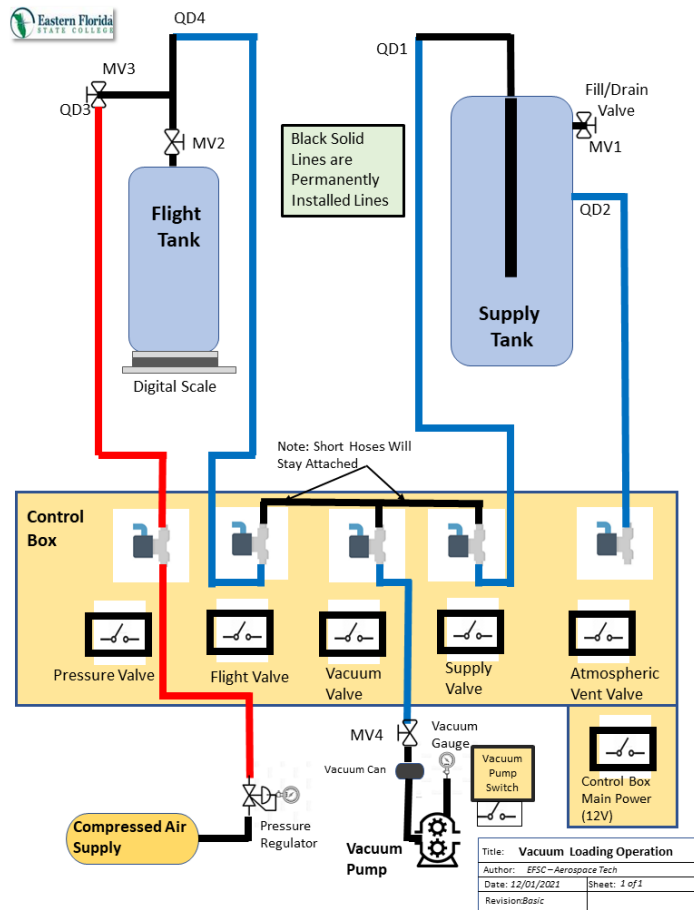 Eastern Florida
STATE COLLEGE
QD4
QD1
MV3
QD3
MV2
Fill/Drain
Valve
MV1
Black Solid
Lines are
Permanently
Installed Lines
Flight
Tank
QD2
Supply
Tank
Digital Scale
Note: Short Hoses Will
Stay Attached
Control
Box
Pressure Valve
Flight Valve
Vacuum
Valve
Supply
Valve
Atmospheric
Vent Valve
MV4
Vacuum
Gauge
Vacuum Can
Vacuum
Pump
Switch
Control Box
Main Power
(12V)
Compressed Air
Supply
Pressure
Regulator
Vacuum
Pump
Title: Vacuum Loading Operation
Author: EFSC – Aerospace Tech
Date: 12/01/2021 Sheet: 1 of 1
Revision:Basic